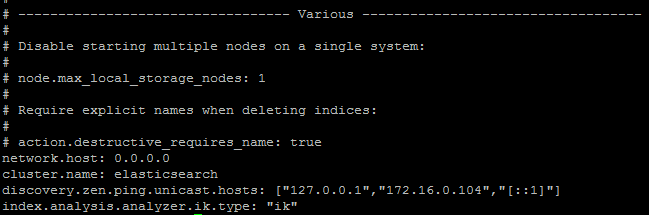 #
# ---------------------------------- Various -----------------------------------
#
# Disable starting multiple nodes on a single system:
#
# node.max_local_storage_nodes: 1
#
# Require explicit names when deleting indices:
#
# action.destructive_requires_name: true
network.host: 0.0.0.0
cluster.name: elasticsearch
discovery.zen.ping.unicast.hosts: ["127.0.0.1","172.16.0.104","[::1]"]
index.analysis.analyzer.ik.type: "ik"